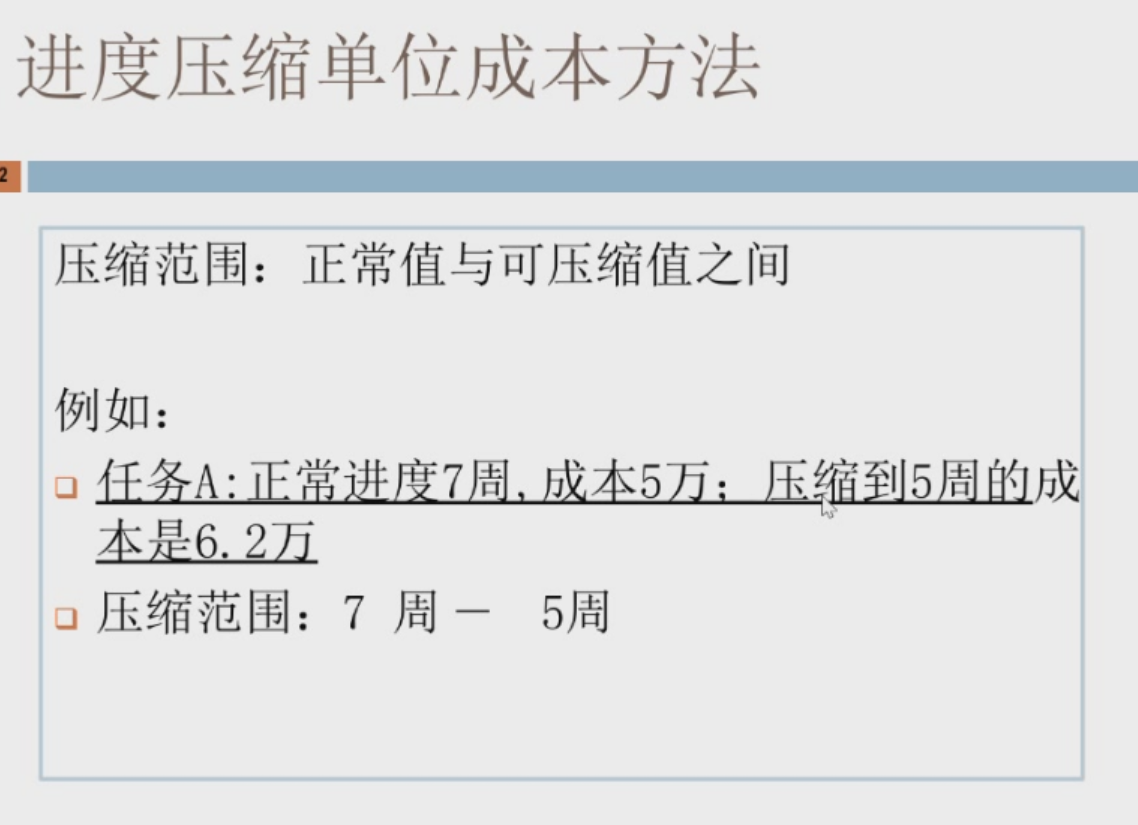 进度压缩单位成本方法
2
压缩范围：正常值与可压缩值之间
例如：
任务A:正常进度7周,成本5万；压缩到5周的成
本是6.2万
压缩范围：7 周－ 5周